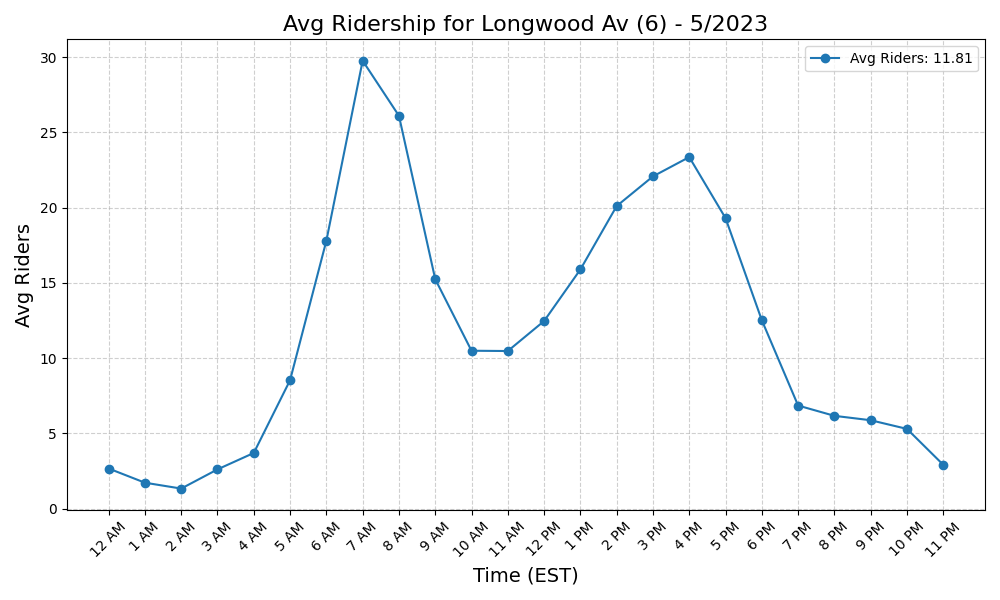 Avg Ridership for Longwood Av (6) - 5/2023
Avg Riders: 11.81
Avg Riders
30
25
20
15
10
5
0
12 AM
1 AM
2 AM
3 AM
4 AM
5 AM
6 AM
7 AM
8 AM
9 AM
10 AM
11 AM
12 PM
1 PM
2 PM
3 PM
4 PM
5 PM
6 PM
7 PM
8 PM
9 PM
10 PM
11 PM
Time (EST)